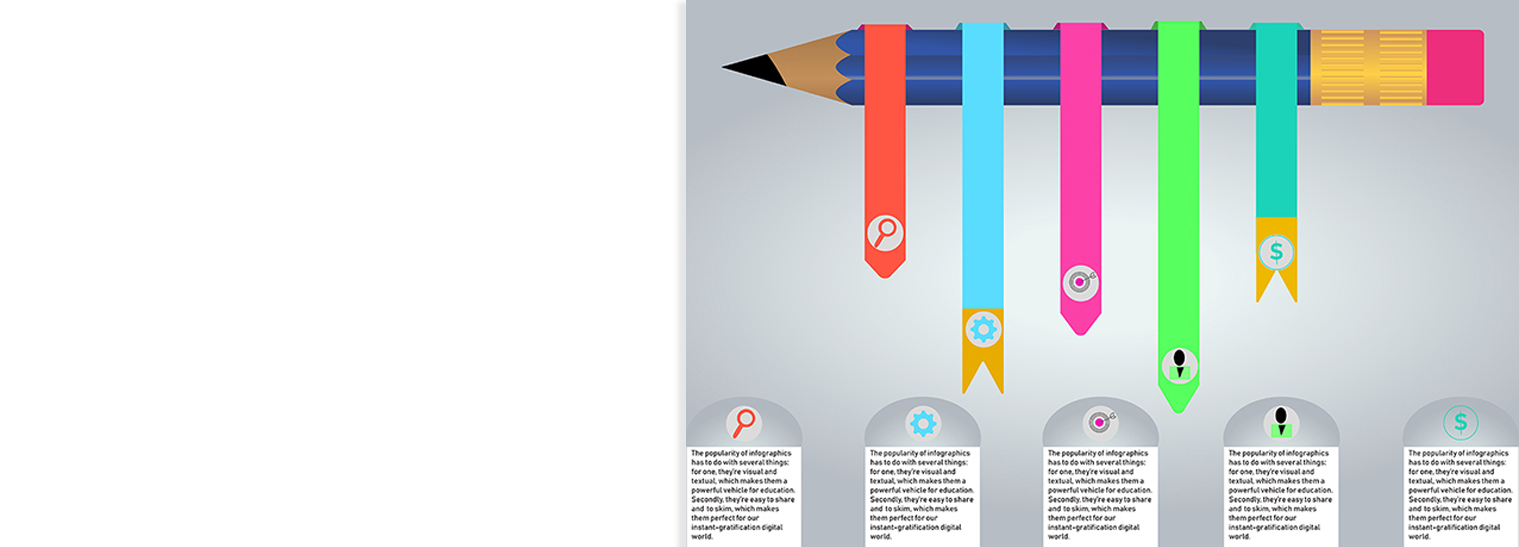 The popularity of infographics
has to do with several things:
for one, they're visual and
textual, which makes them a
powerful vehicle for education.
Secondly, they're easy to share
and to skim, which makes
them perfect for our
instant-gratification digital
world.
The popularity of infographics
has to do with several things:
for one, they're visual and
textual, which makes them a
powerful vehicle for education.
Secondly, they're easy to share
and to skim, which makes
them perfect for our
instant-gratification digital
world.
The popularity of infographics
has to do with several things:
for one, they're visual and
textual, which makes them a
powerful vehicle for education.
Secondly, they're easy to share
and to skim, which makes
them perfect for our
instant-gratification digital
world.
The popularity of infographics
has to do with several things:
for one, they're visual and
textual, which makes them a
powerful vehicle for education.
Secondly, they're easy to share
and to skim, which makes
them perfect for our
instant-gratification digital
world.
The popularity of infographics
has to do with several things:
for one, they're visual and
textual, which makes them a
powerful vehicle for education.
Secondly, they're easy to share
and to skim, which makes
them perfect for our
instant-gratification digital
world.